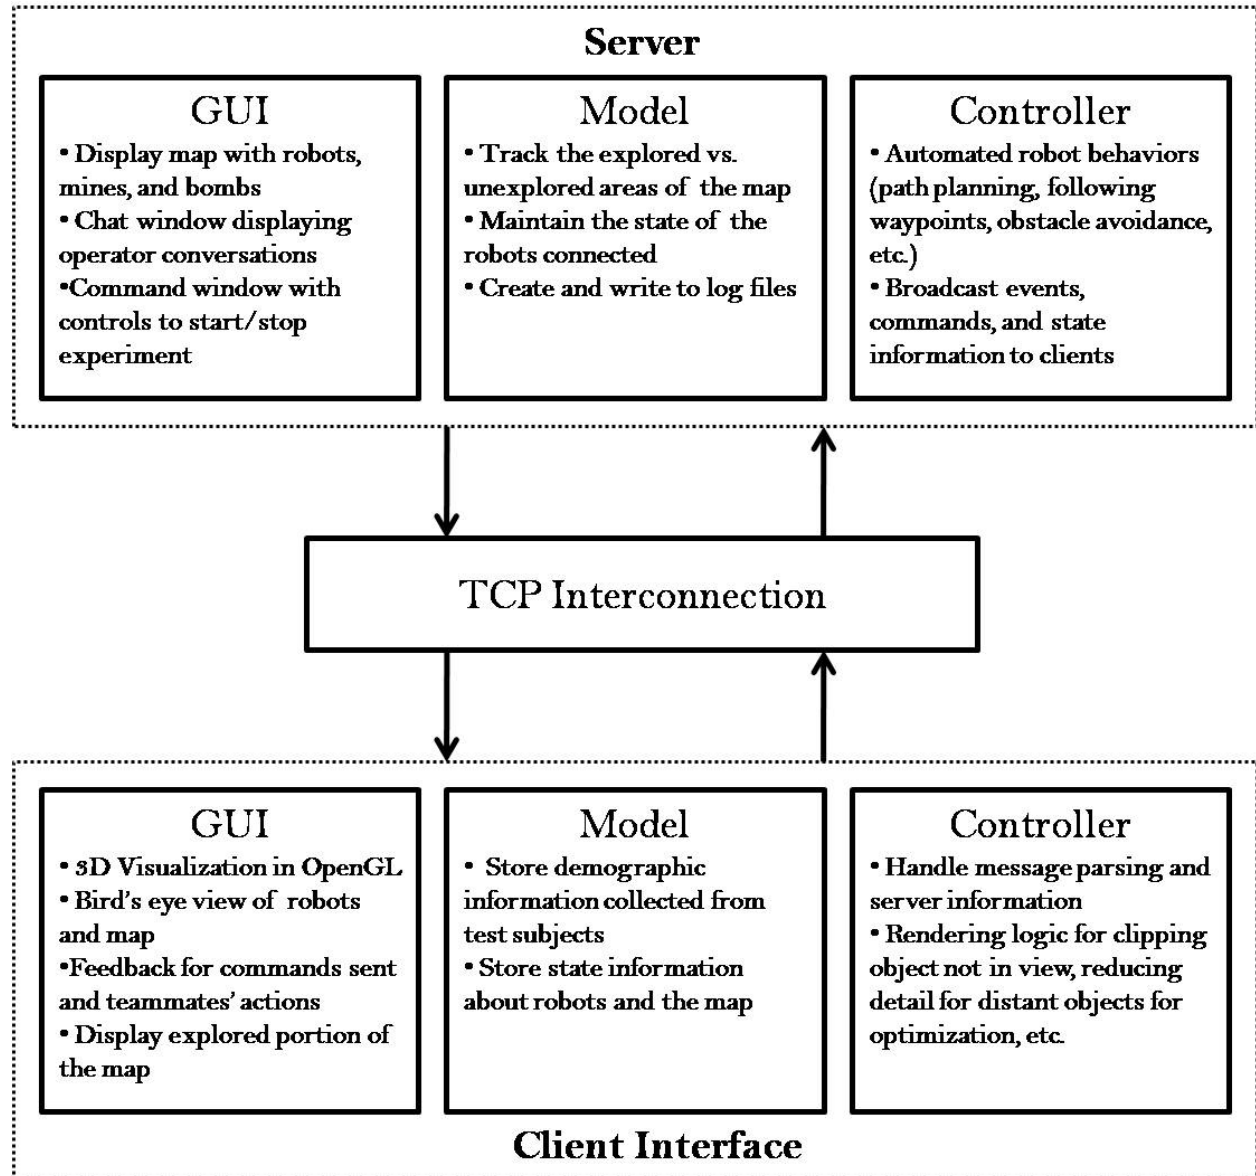 Server
GUI
• Display map with robots,
mines, and bombs
• Chat window displaying
operator conversations
•Command window with
controls to start/stop
experiment
Model
• Track the explored vs.
unexplored areas of the map
• Maintain the state of the
robots connected
• Create and write to log files
Controller
• Automated robot behaviors
(path planning, following
waypoints, obstacle avoidance,
etc.)
• Broadcast events,
commands, and state
information to clients
TCP Interconnection
GUI
• 3D Visualization in OpenGL
• Bird's eye view of robots
and map
•Feedback for commands sent
and teammates' actions
• Display explored portion of
the map
Model
• Store demographic
information collected from
test subjects
• Store state information
about robots and the map
Controller
• Handle message parsing and
server information
• Rendering logic for clipping
object not in view, reducing
detail for distant objects for
optimization, etc.
Client Interface